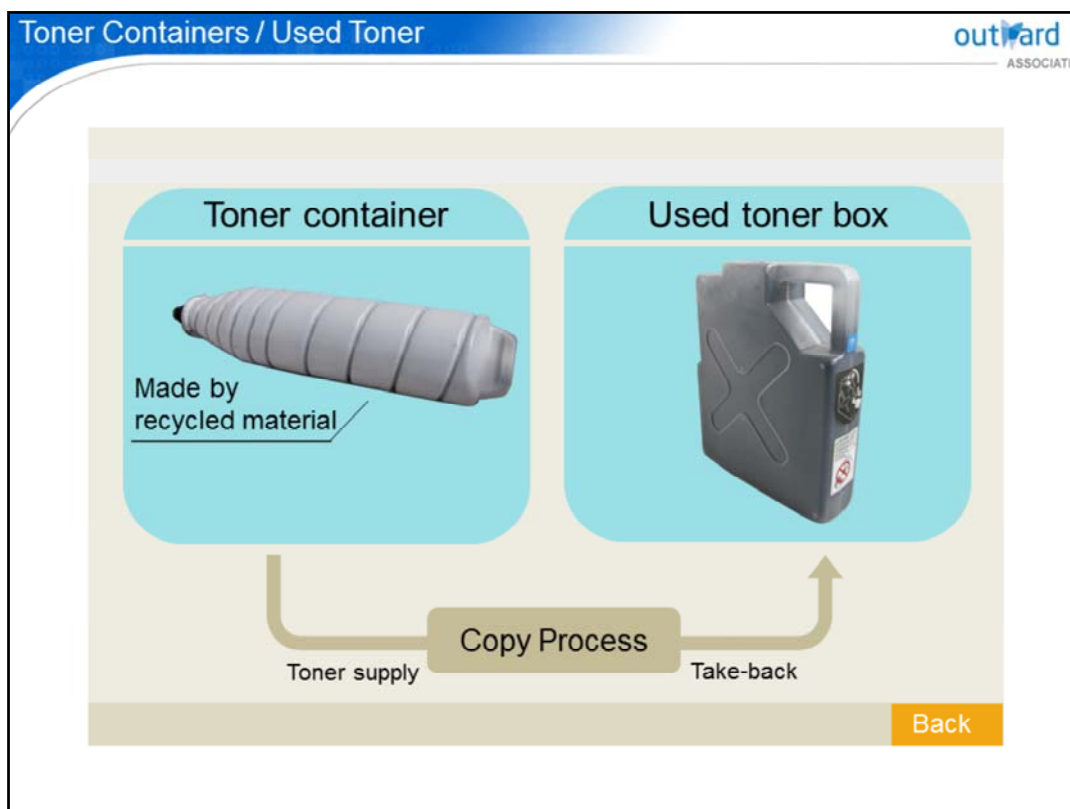 Toner Containers / Used Toner
outward
ASSOCIAT
Toner container
Used toner box
Made by
recycled material
Copy Process
Toner supply
Take-back
Back